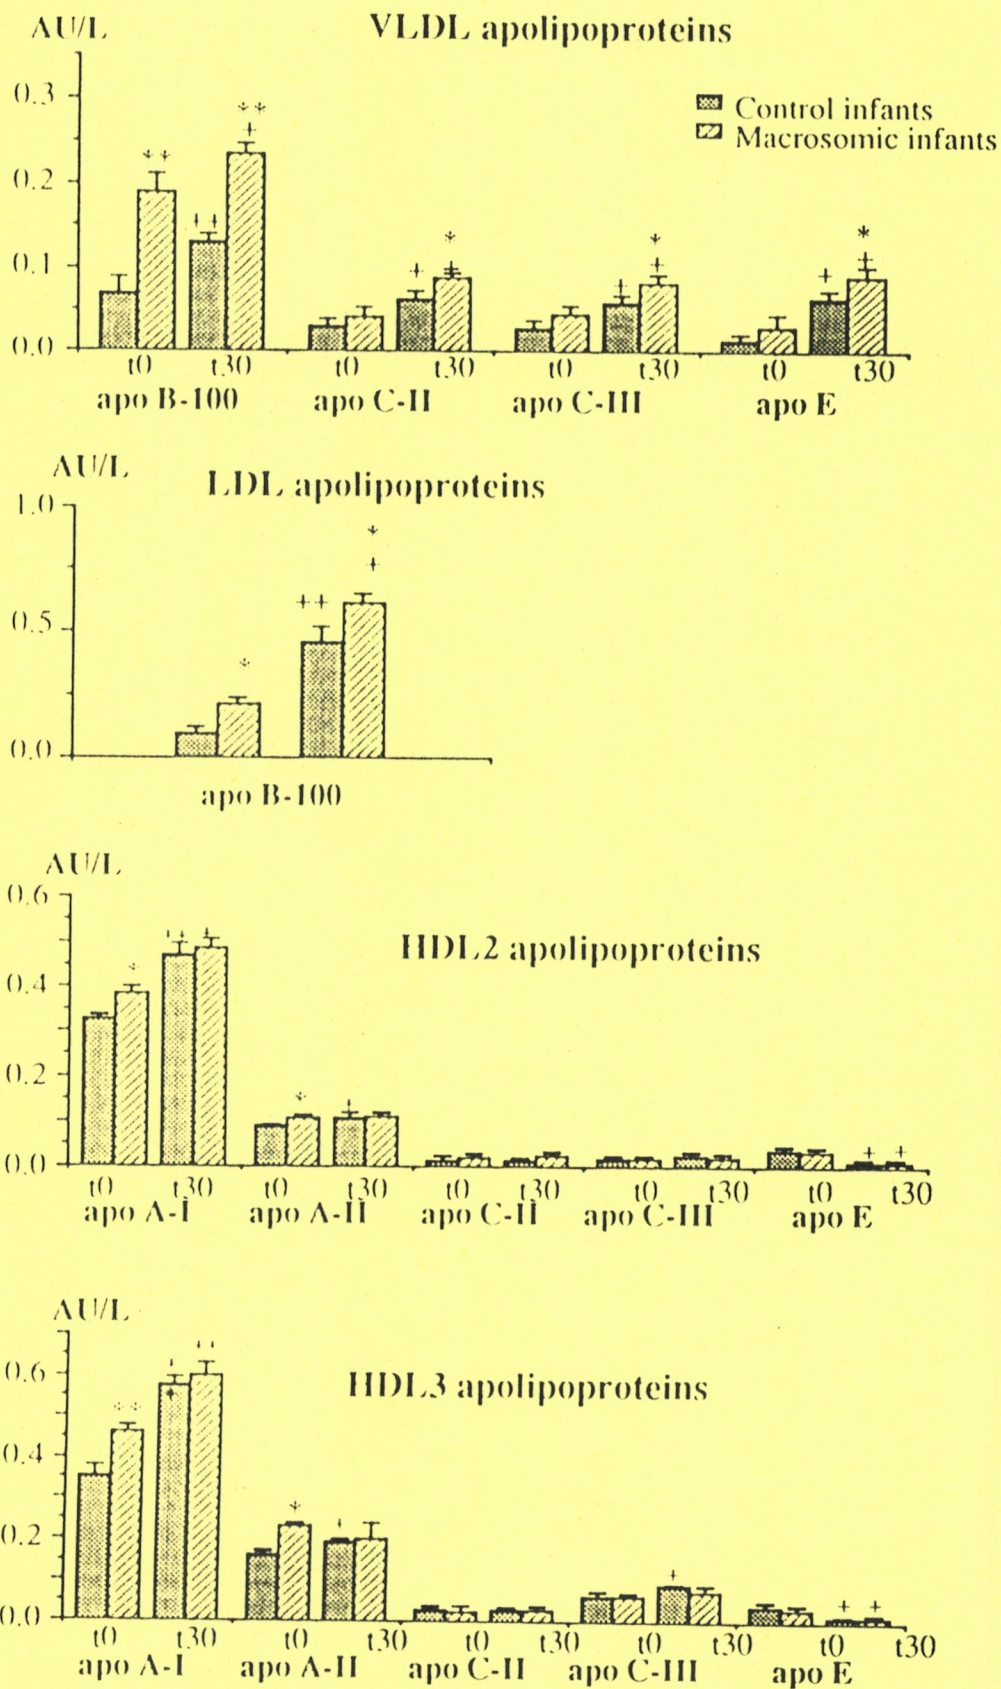 AU/L VLDL apolipoproteins
0.3
Control infants
Macrosomic infants
0.2
0.1
0.0
t0 t30 t0 t30 t0 t30 t0 t30
apo B-100 apo C-II apo C-III apo E
AU/L LDL apolipoproteins
1.0
0.5
0.0
apo B-100
AU/L
0.6
HDL2 apolipoproteins
0.4
0.2
0.0
t0 t30 t0 t30 t0 t30 t0 t30 t0 t30
apo A-I apo A-II apo C-II apo C-III apo E
AU/L
0.6
HDL3 apolipoproteins
0.4
0.2
0.0
t0 t30 t0 t30 t0 t30 t0 t30 t0 t30
apo A-I apo A-II apo C-II apo C-III apo E